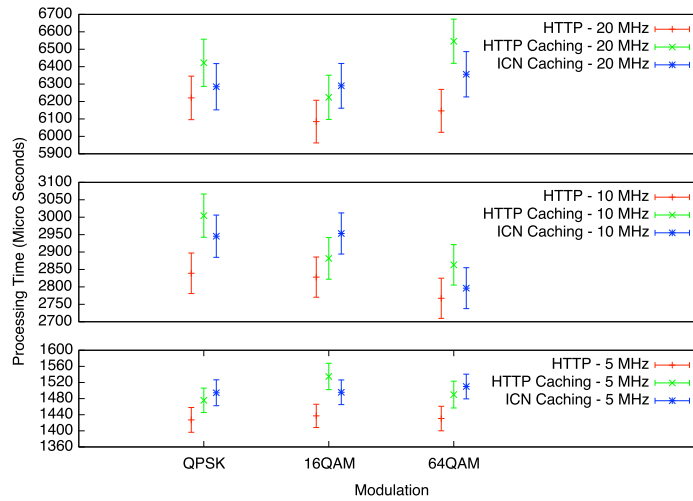 Processing Time (Micro Seconds)
6700
6600
6500
6400
6300
6200
6100
6000
5900
HTTP - 20 MHz
HTTP Caching - 20 MHz
ICN Caching - 20 MHz
3100
3050
3000
2950
2900
2850
2800
2750
2700
HTTP - 10 MHz
HTTP Caching - 10 MHz
ICN Caching - 10 MHz
1600
1560
1520
1480
1440
1400
1360
HTTP - 5 MHz
HTTP Caching - 5 MHz
ICN Caching - 5 MHz
QPSK 16QAM 64QAM
Modulation